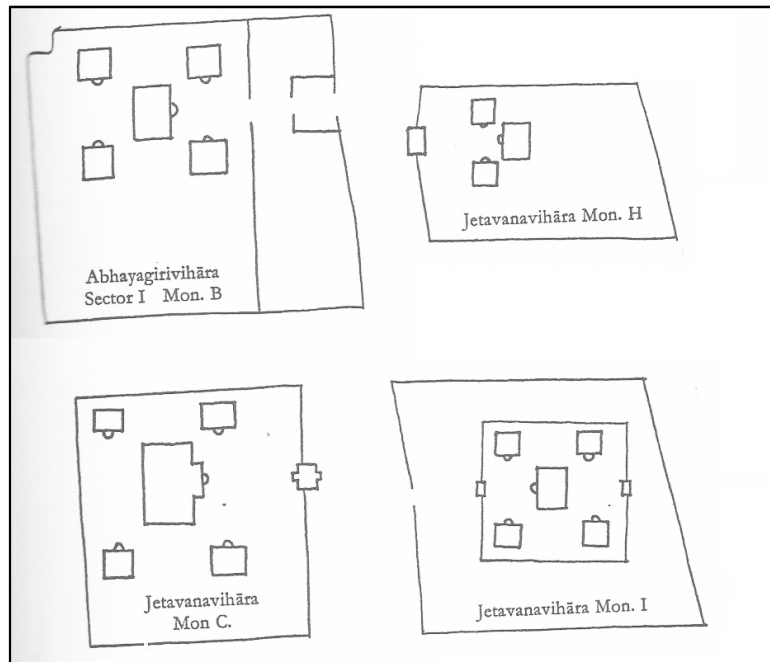 Abhayagirivihāra
Sector I Mon. B
Jetavanavihāra Mon. H
Jetavanavihāra
Mon C.
Jetavanavihāra Mon. I